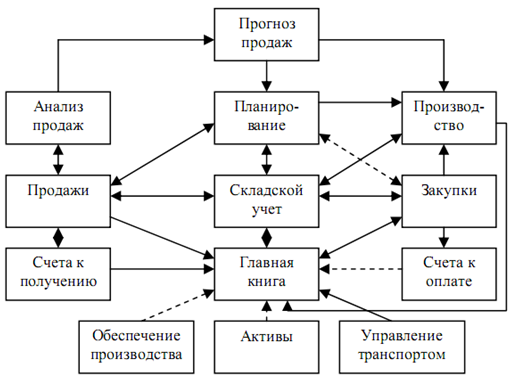 Прогноз
продаж
Анализ
продаж
Планиро-
вание
Производ-
ство
Продажи
Складской
учет
Закупки
Счета к
получению
Главная
книга
Счета к
оплате
Обеспечение
производства
Активы
Управление
транспортом